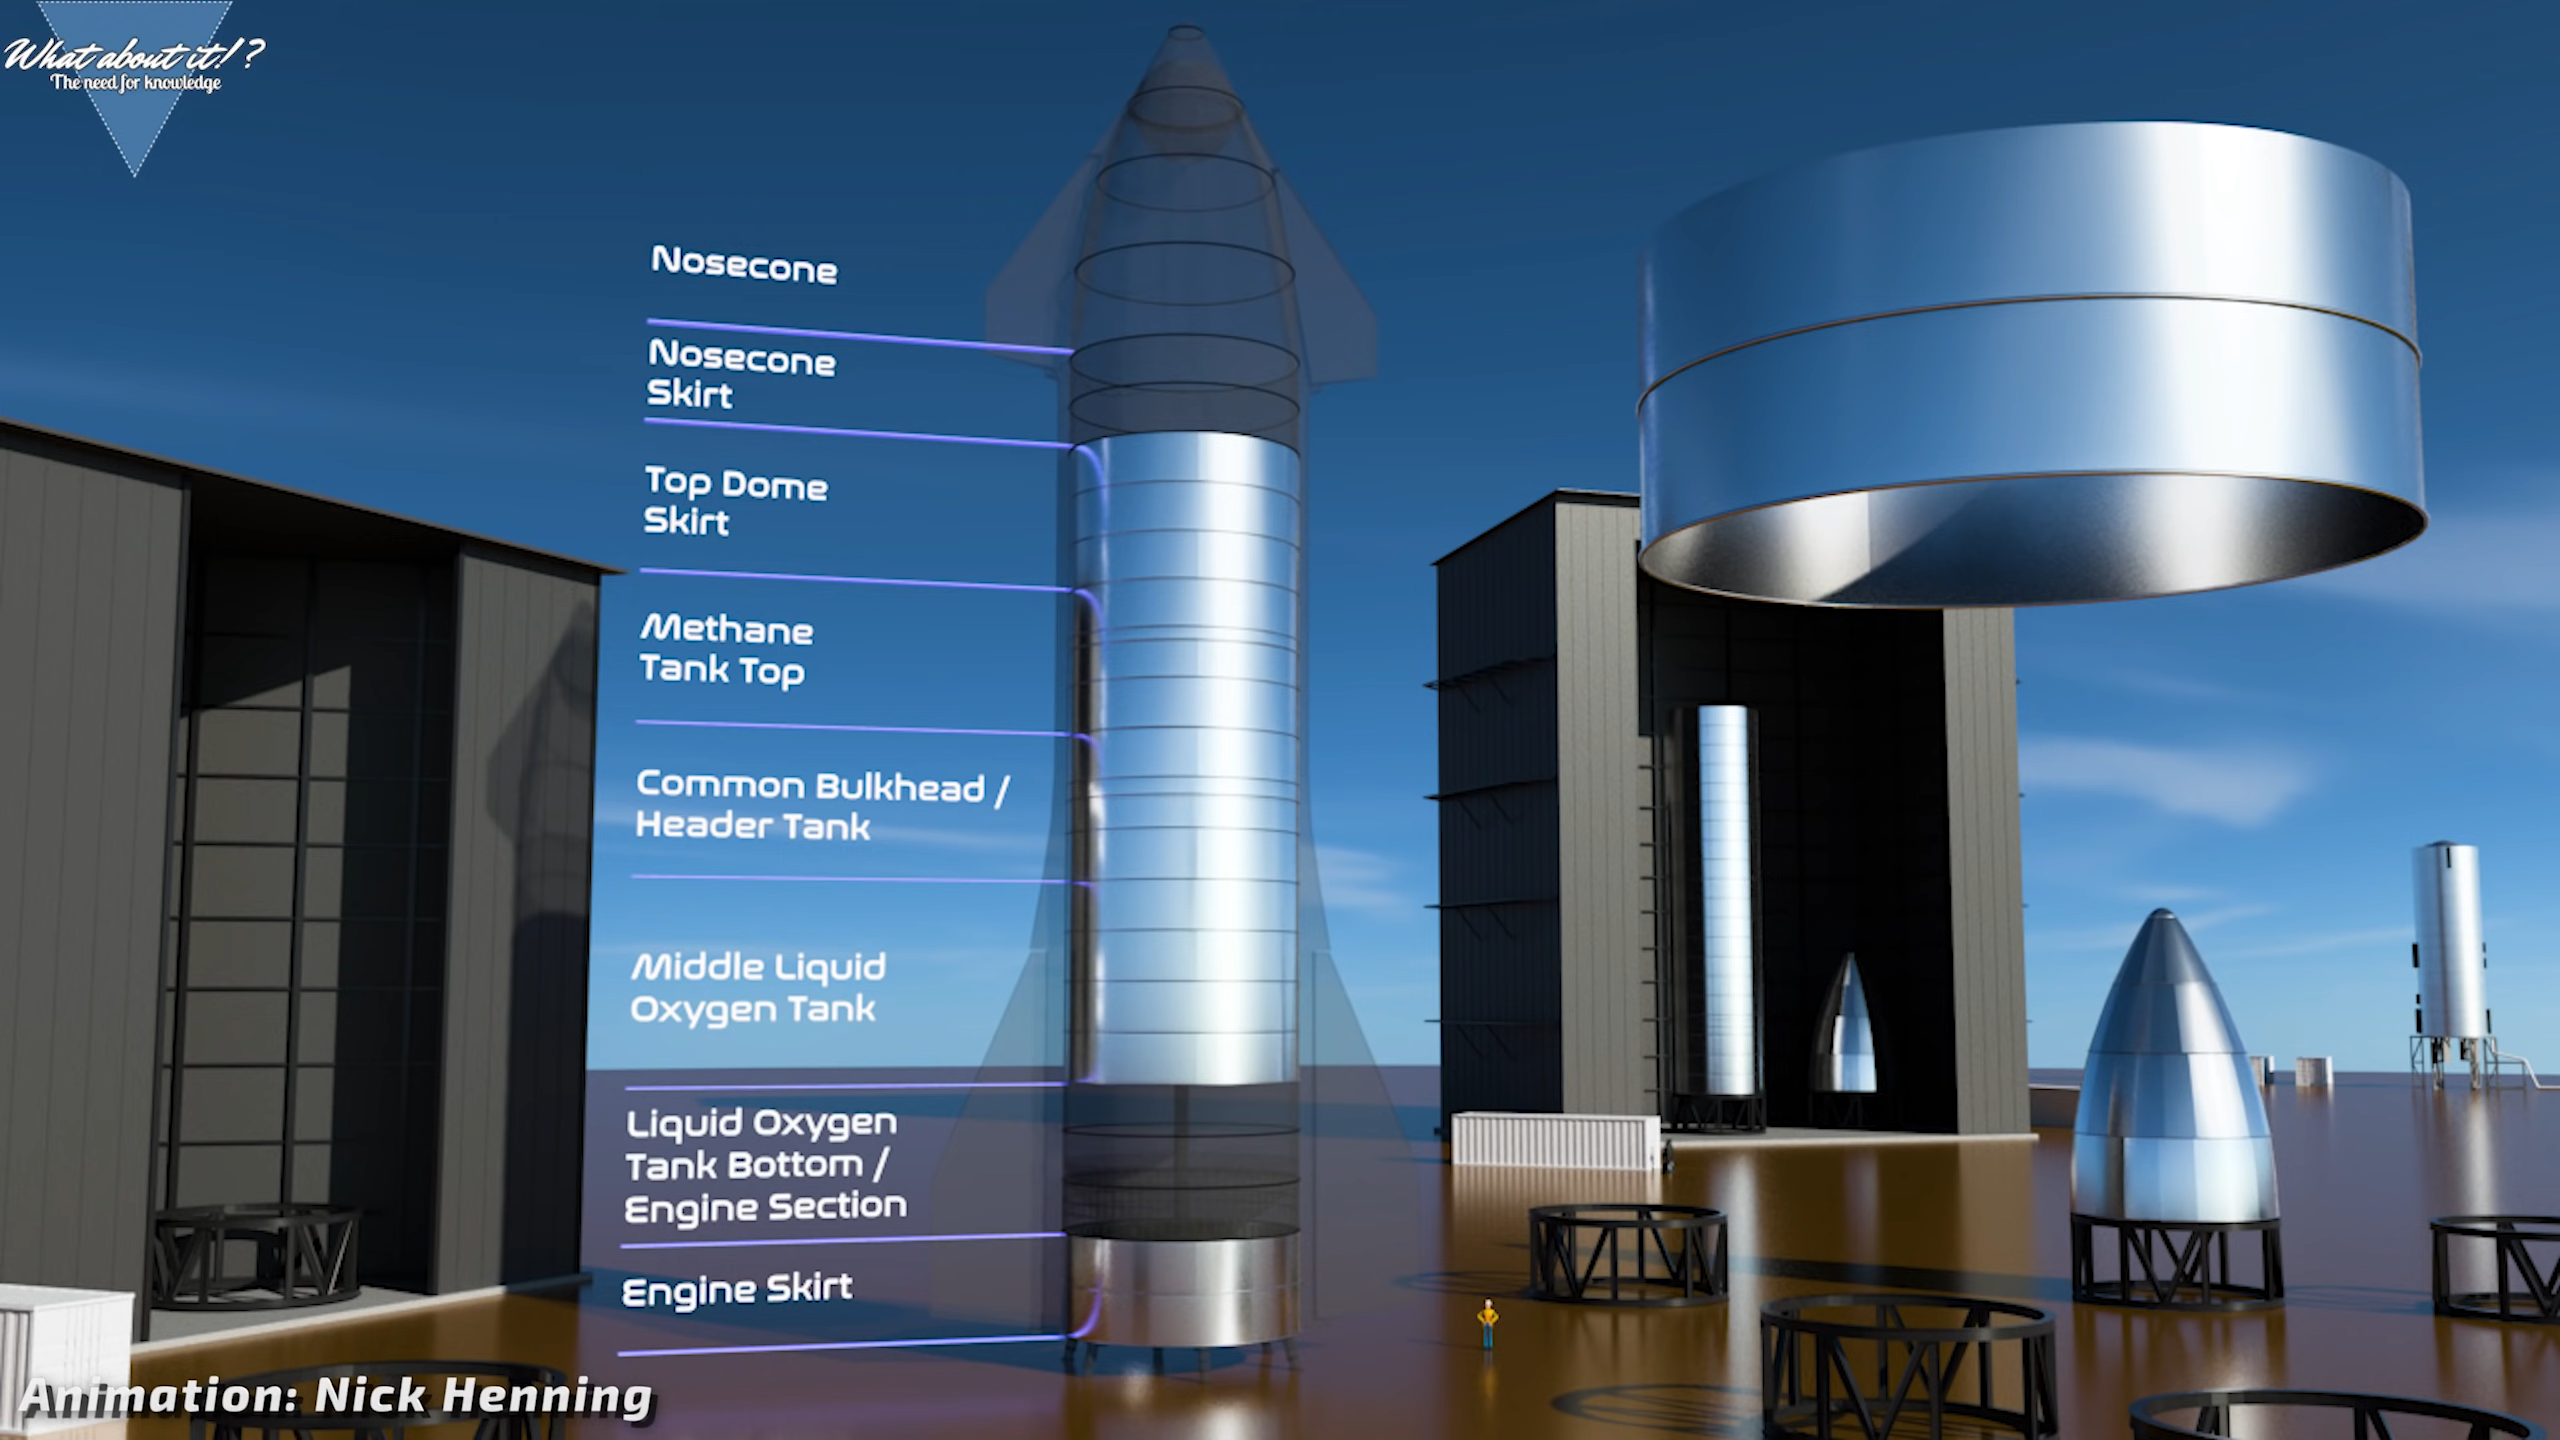 What about it!?
The need for knowledge
Nosecone
Nosecone
Skirt
Top Dome
Skirt
Methane
Tank Top
Common Bulkhead /
Header Tank
Middle Liquid
Oxygen Tank
Liquid Oxygen
Tank Bottom /
Engine Section
Engine Skirt
Animation: Nick Henning